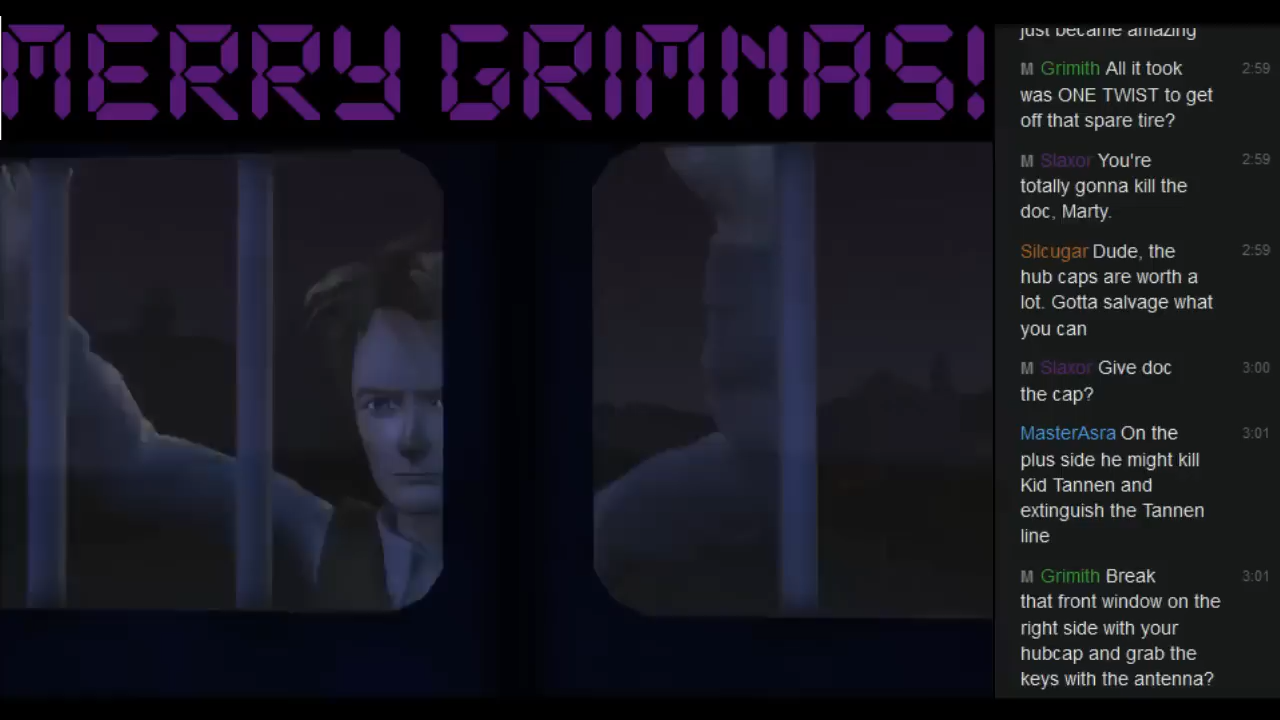 MERRY GRIMNAS!
just became amazing
M Grimith All it took 2:59
was ONE TWIST to get
off that spare tire?
M Slaxor You're 2:59
totally gonna kill the
doc, Marty.
Silcugar Dude, the 2:59
hub caps are worth a
lot. Gotta salvage what
you can
M Slaxor Give doc 3:00
the cap?
MasterAsra On the 3:01
plus side he might kill
Kid Tannen and
extinguish the Tannen
line
M Grimith Break 3:01
that front window on the
right side with your
hubcap and grab the
keys with the antenna?